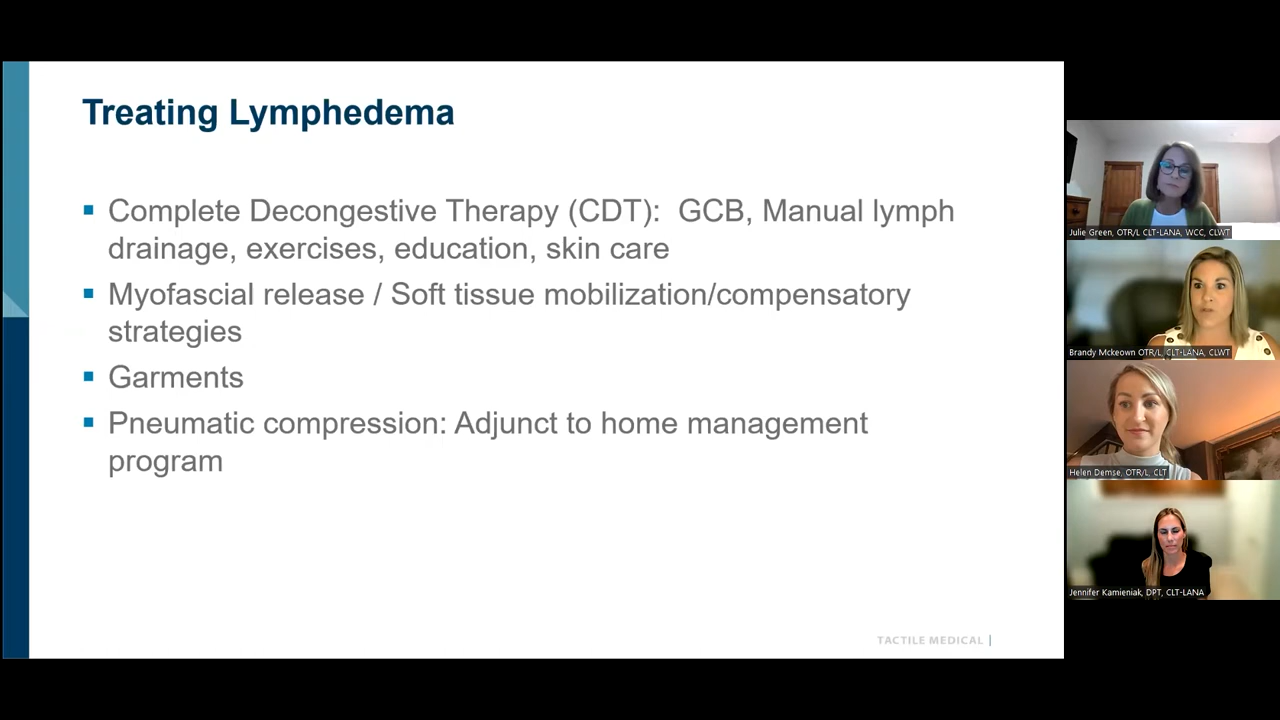 Treating Lymphedema
▪ Complete Decongestive Therapy (CDT):  GCB, Manual lymph
drainage, exercises, education, skin care
▪ Myofascial release / Soft tissue mobilization/compensatory
strategies
▪ Garments
▪ Pneumatic compression: Adjunct to home management
program
TACTILE MEDICAL |
Julie Green, OTR/L CLT-LANA, WCC, CLWT
Brandy Mckeown OTR/L, CLT-LANA, CLWT
Helen Demse, OTR/L, CLT
Jennifer Kamieniak, DPT, CLT-LANA